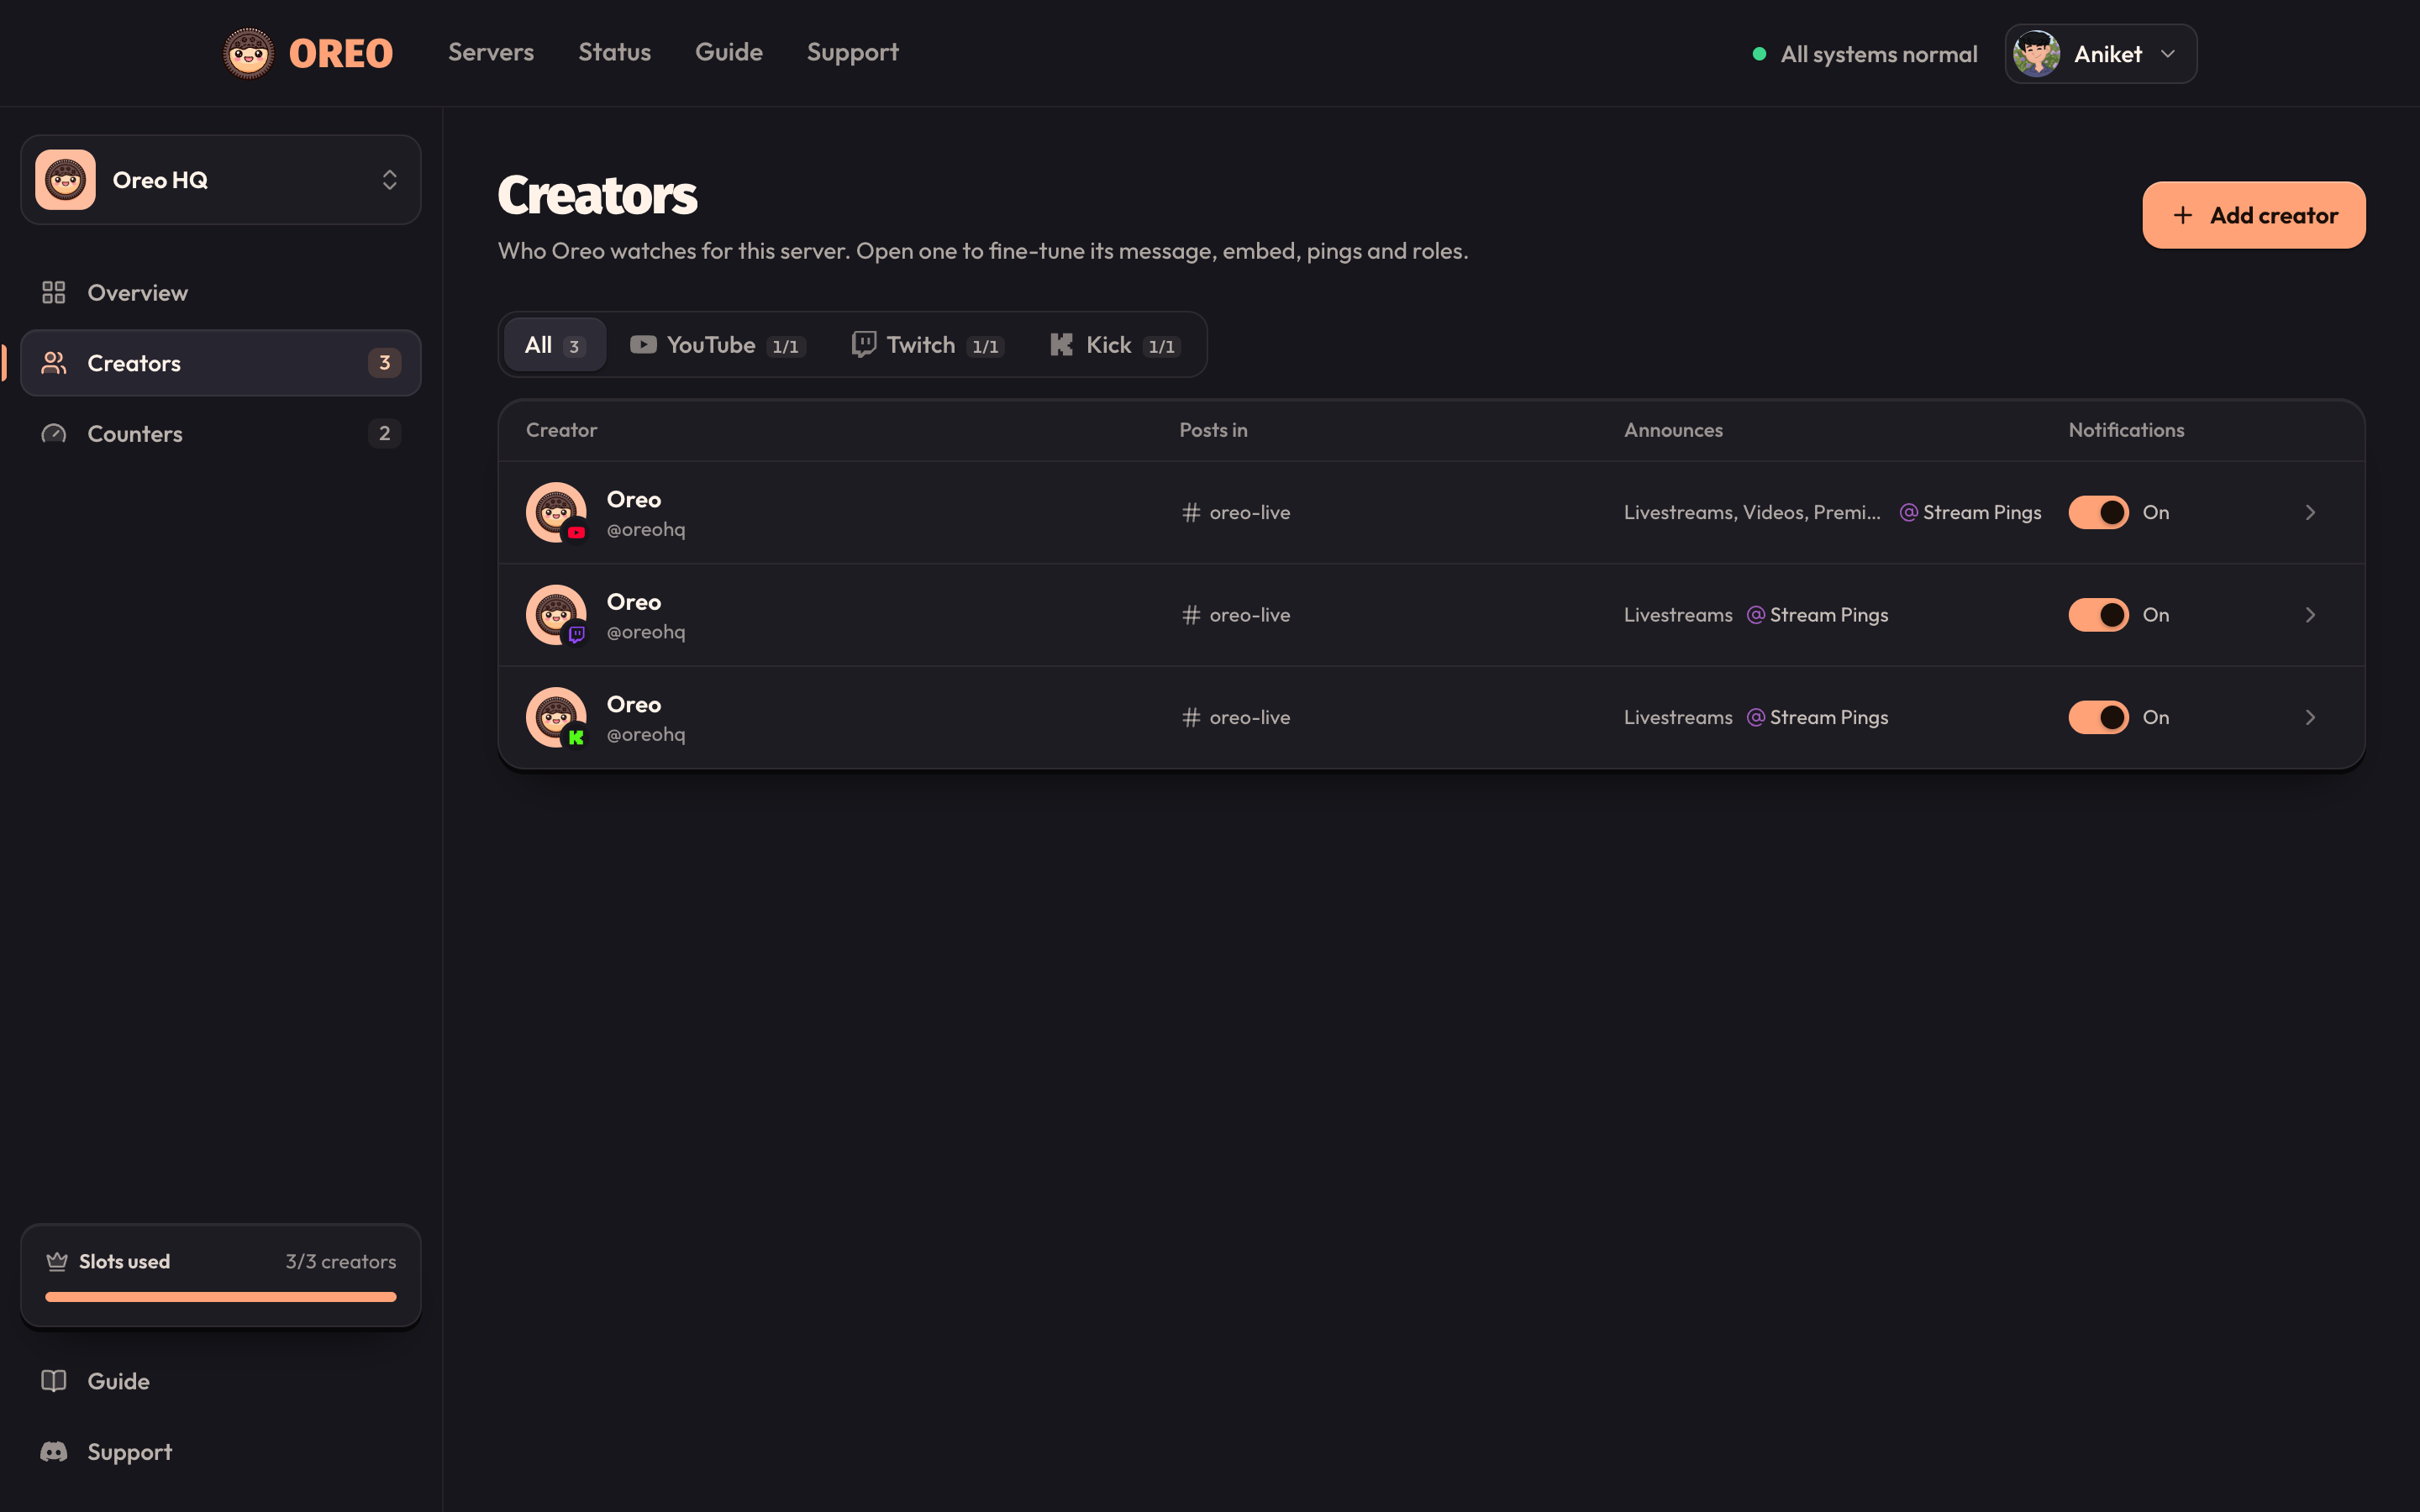 OREO
Servers
Status
Guide
Support
All systems normal
Aniket
Oreo HQ
Overview
Creators 3
Counters 2
Creators
Who Oreo watches for this server. Open one to fine-tune its message, embed, pings and roles.
Add creator
All 3
YouTube 1/1
Twitch 1/1
Kick 1/1
Creator
Posts in
Announces
Notifications
Oreo
@oreohq
# oreo-live
Livestreams, Videos, Premi... @ Stream Pings
On
Oreo
@oreohq
# oreo-live
Livestreams @ Stream Pings
On
Oreo
@oreohq
# oreo-live
Livestreams @ Stream Pings
On
Slots used 3/3 creators
Guide
Support